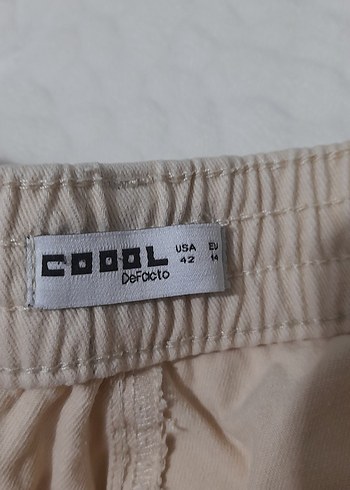 COOOL
DeFacto
USA EU
42 14